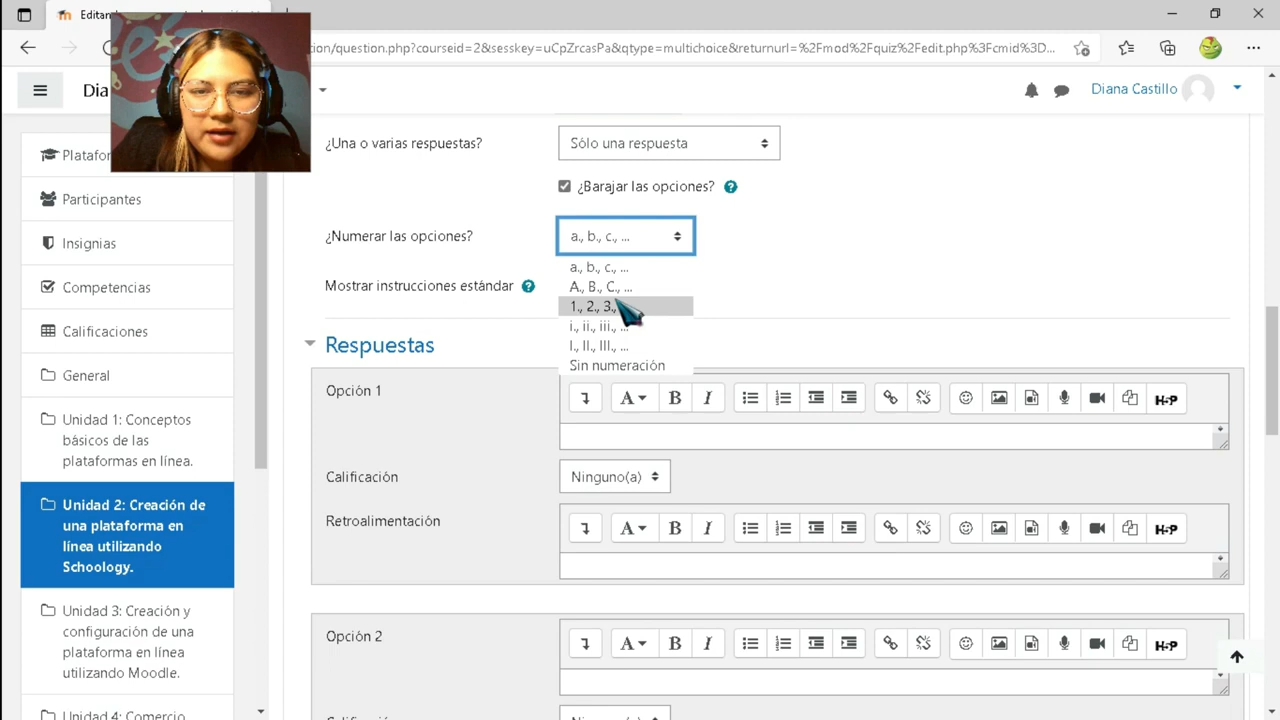 Editan
ion/question.php?courseid=2&sesskey=uCpZrcasPa&qtype=multichoice&returnurl=%2Fmod%2Fquiz%2Fedit.php%3Fcmid%3D...
Dia
Diana Castillo
Platafor
Participantes
Insignias
Competencias
Calificaciones
General
Unidad 1: Conceptos
básicos de las
plataformas en línea.
Unidad 2: Creación de
una plataforma en
línea utilizando
Schoology.
Unidad 3: Creación y
configuración de una
plataforma en línea
utilizando Moodle.
Unidad 4: Comercio
¿Una o varias respuestas?
Sólo una respuesta
¿Barajar las opciones?
¿Numerar las opciones?
a., b., c., ...
a., b., c., ...
A., B., C., ...
1., 2., 3.,
i., ii., iii., ...
I., II., III., ...
Sin numeración
Mostrar instrucciones estándar
Respuestas
Opción 1
A B I H-P
Calificación
Ninguno(a)
Retroalimentación
A B I H-P
Opción 2
A B I H-P